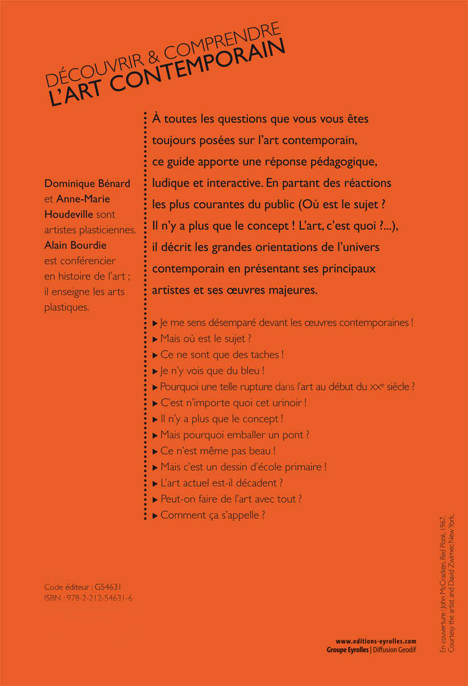 DÉCOUVRIR & COMPRENDRE
L'ART CONTEMPORAIN
À toutes les questions que vous vous êtes
toujours posées sur l'art contemporain,
ce guide apporte une réponse pédagogique,
ludique et interactive. En partant des réactions
les plus courantes du public (Où est le sujet ?
Il n'y a plus que le concept ! L'art, c'est quoi ?...),
il décrit les grandes orientations de l'univers
contemporain en présentant ses principaux
artistes et ses œuvres majeures.
Dominique Bénard
et Anne-Marie
Houdeville sont
artistes plasticiennes.
Alain Bourdie
est conférencier
en histoire de l'art ;
il enseigne les arts
plastiques.
▶ Je me sens désemparé devant les œuvres contemporaines !
▶ Mais où est le sujet ?
▶ Ce ne sont que des taches !
▶ Je n'y vois que du bleu !
▶ Pourquoi une telle rupture dans l'art au début du XXe siècle ?
▶ C'est n'importe quoi cet urinoir !
▶ Il n'y a plus que le concept !
▶ Mais pourquoi emballer un pont ?
▶ Ce n'est même pas beau !
▶ Mais c'est un dessin d'école primaire !
▶ L'art actuel est-il décadent ?
▶ Peut-on faire de l'art avec tout ?
▶ Comment ça s'appelle ?
Code éditeur : G54631
ISBN : 978-2-212-54631-6
www.editions-eyrolles.com
Groupe Eyrolles | Diffusion Geodif
En couverture : John McCracken, Red Plank, 1967,
Courtesy the artist and David Zwirner, New York.